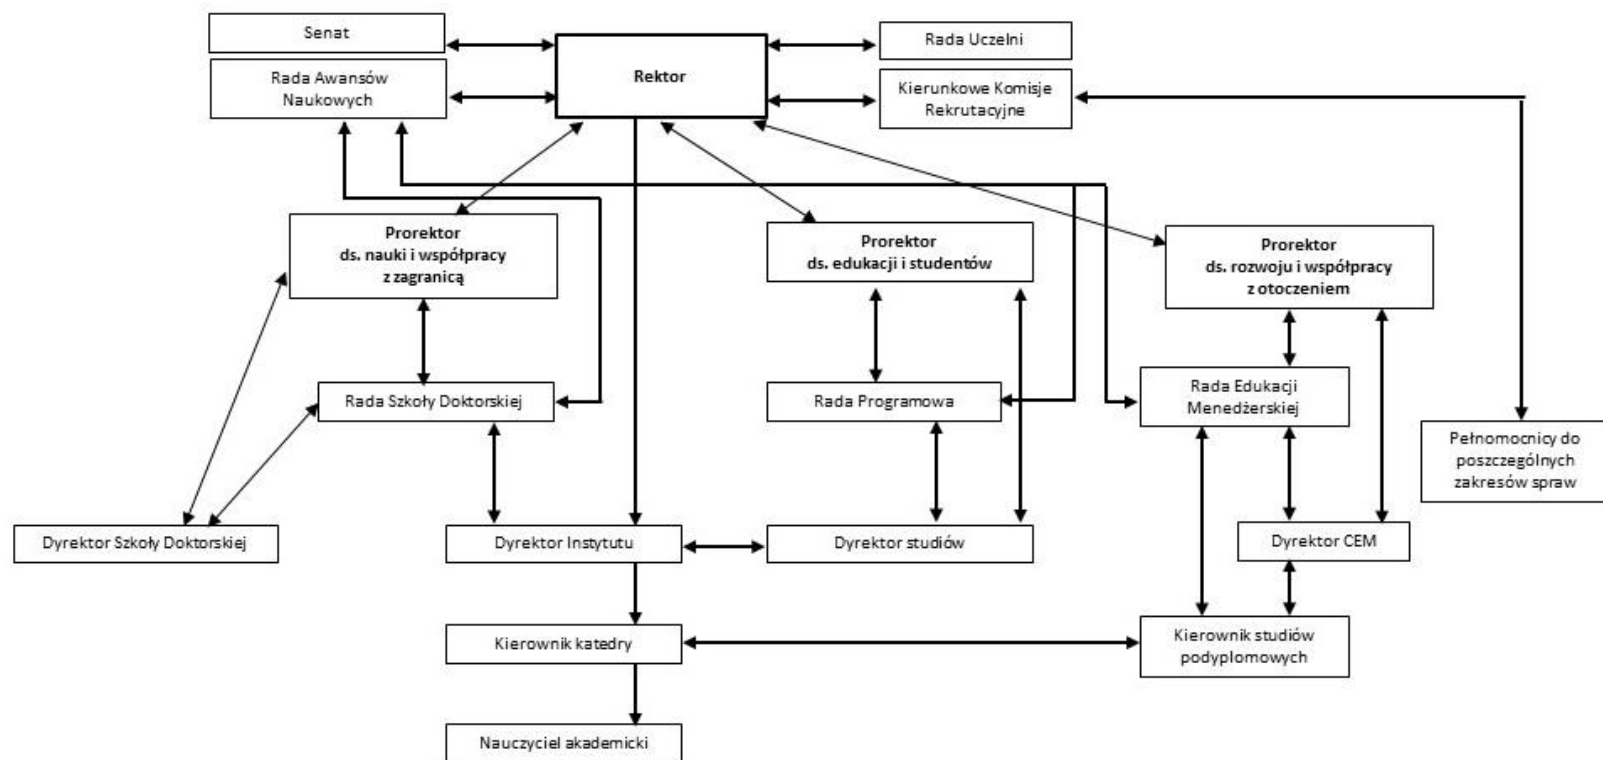 Senat
Rada Uczelni
Rektor
Rada Awansów
Naukowych
Kierunkowe Komisje
Rekrutacyjne
Prorektor
ds. nauki i współpracy
z zagranicą
Prorektor
ds. edukacji i studentów
Prorektor
ds. rozwoju i współpracy
z otoczeniem
Rada Szkoły Doktorskiej
Rada Programowa
Rada Edukacji
Menedżerskiej
Pełnomocnicy do
poszczególnych
zakresów spraw
Dyrektor Szkoły Doktorskiej
Dyrektor Instytutu
Dyrektor studiów
Dyrektor CEM
Kierownik katedry
Kierownik studiów
podyplomowych
Nauczyciel akademicki